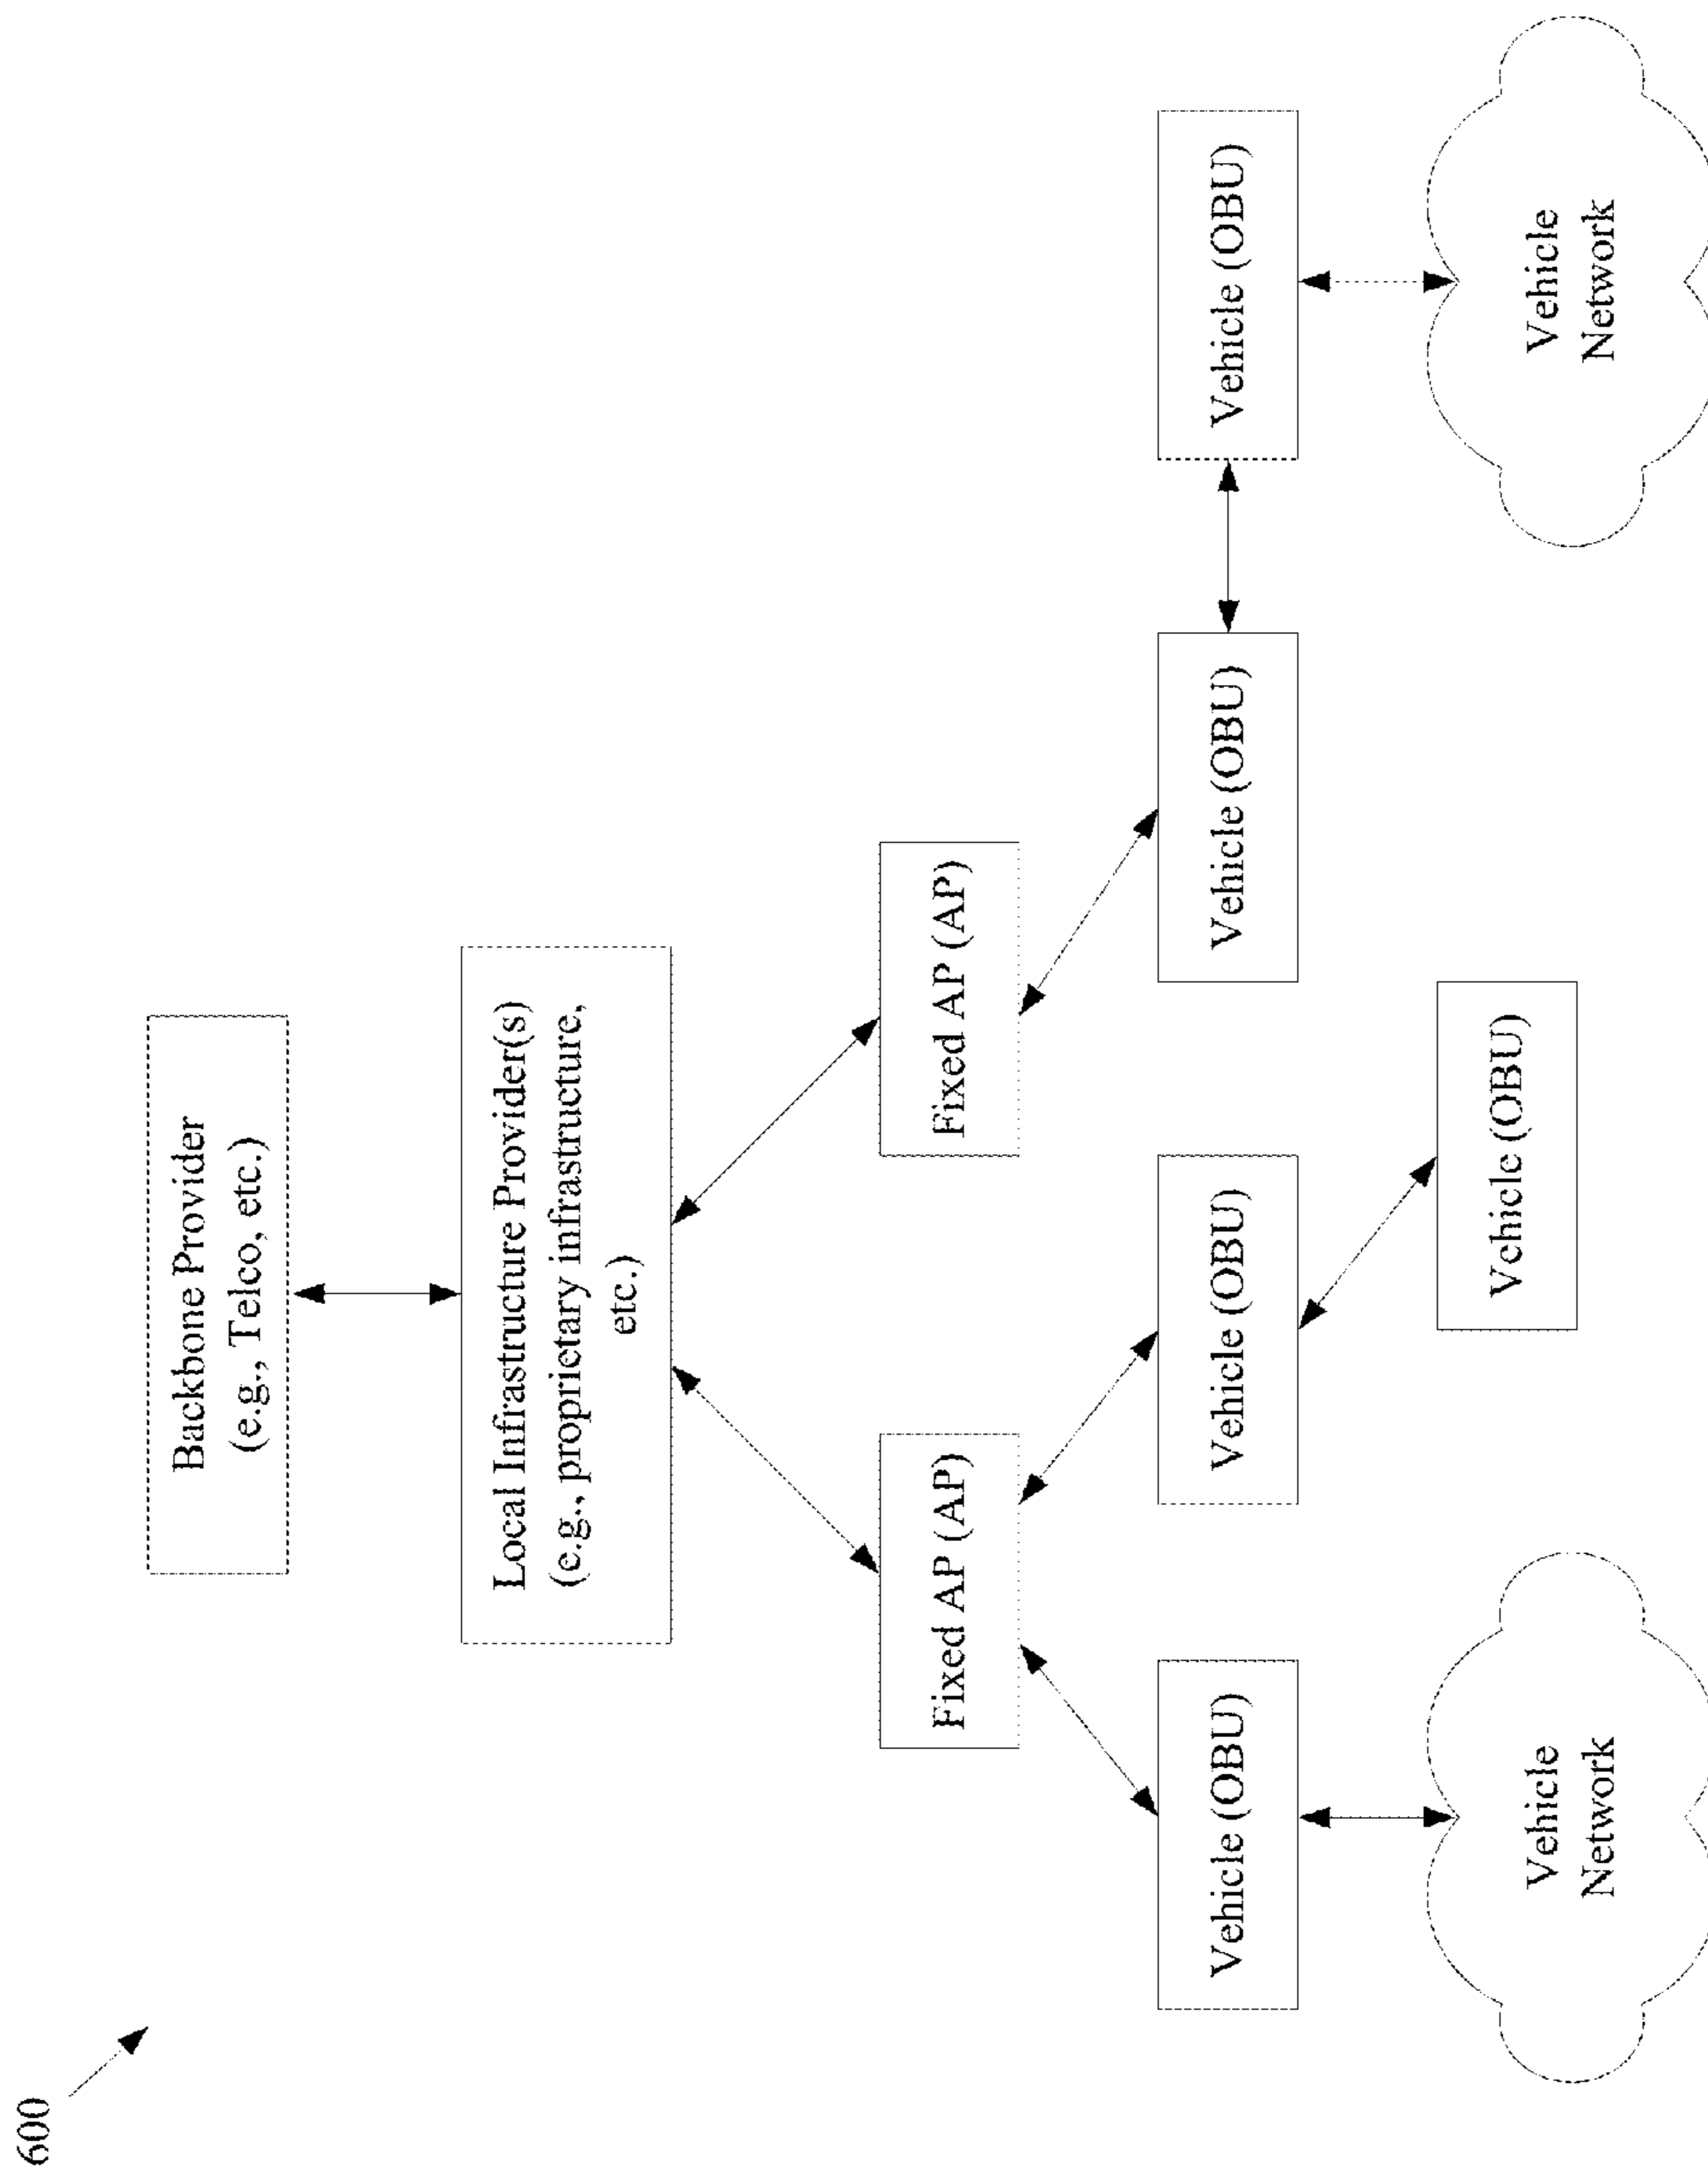 600
Backbone Provider
(e.g., Telco, etc.)
Local Infrastructure Provider(s)
(e.g., proprietary infrastructure,
etc.)
Fixed AP (AP)
Fixed AP (AP)
Vehicle (OBU)
Vehicle (OBU)
Vehicle (OBU)
Vehicle (OBU)
Vehicle (OBU)
Vehicle
Network
Vehicle
Network